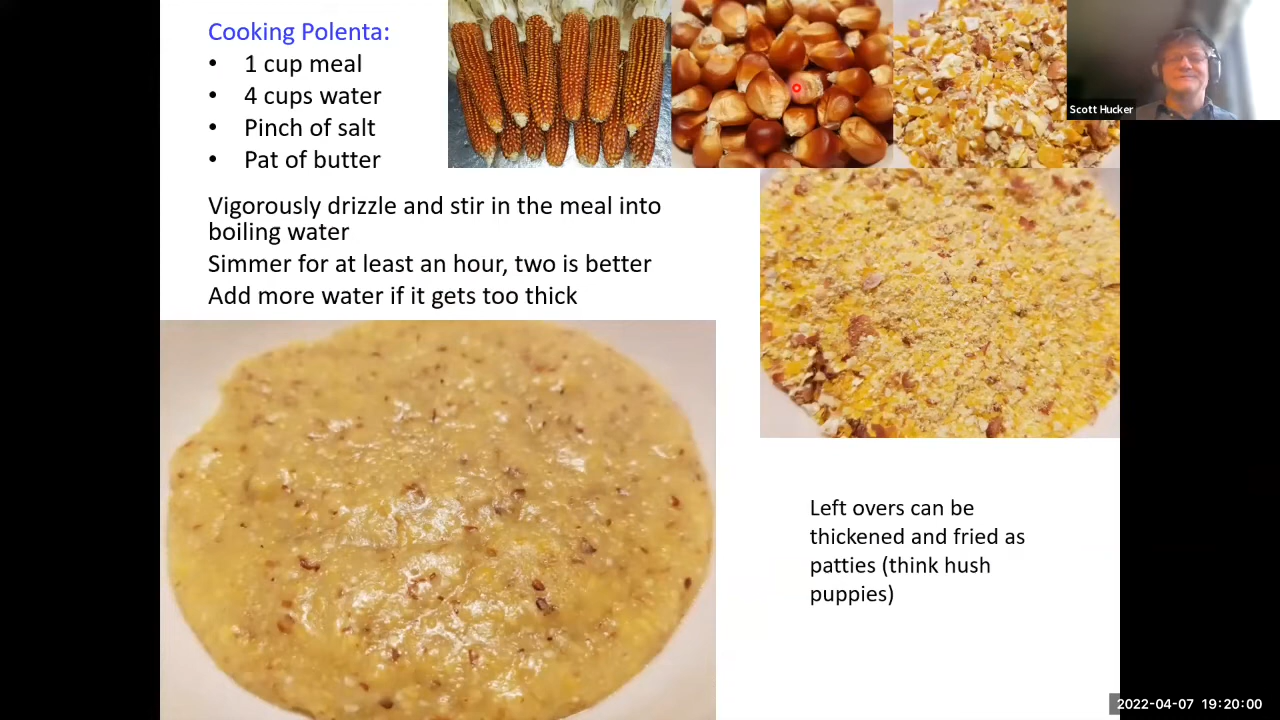 Cooking Polenta:
• 1 cup meal
• 4 cups water
• Pinch of salt
• Pat of butter
Vigorously drizzle and stir in the meal into
boiling water
Simmer for at least an hour, two is better
Add more water if it gets too thick
Scott Hucker
Left overs can be
thickened and fried as
patties (think hush
puppies)
2022-04-07 19:20:00